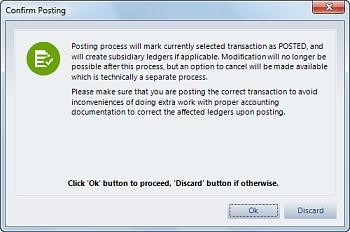 Confirm Posting
Posting process will mark currently selected transaction as POSTED, and
will create subsidiary ledgers if applicable. Modification will no longer be
possible after this process, but an option to cancel will be made available
which is technically a separate process.
Please make sure that you are posting the correct transaction to avoid
inconveniences of doing extra work with proper accounting
documentation to correct the affected ledgers upon posting.
Click 'Ok' button to proceed, 'Discard' button if otherwise.
Ok Discard